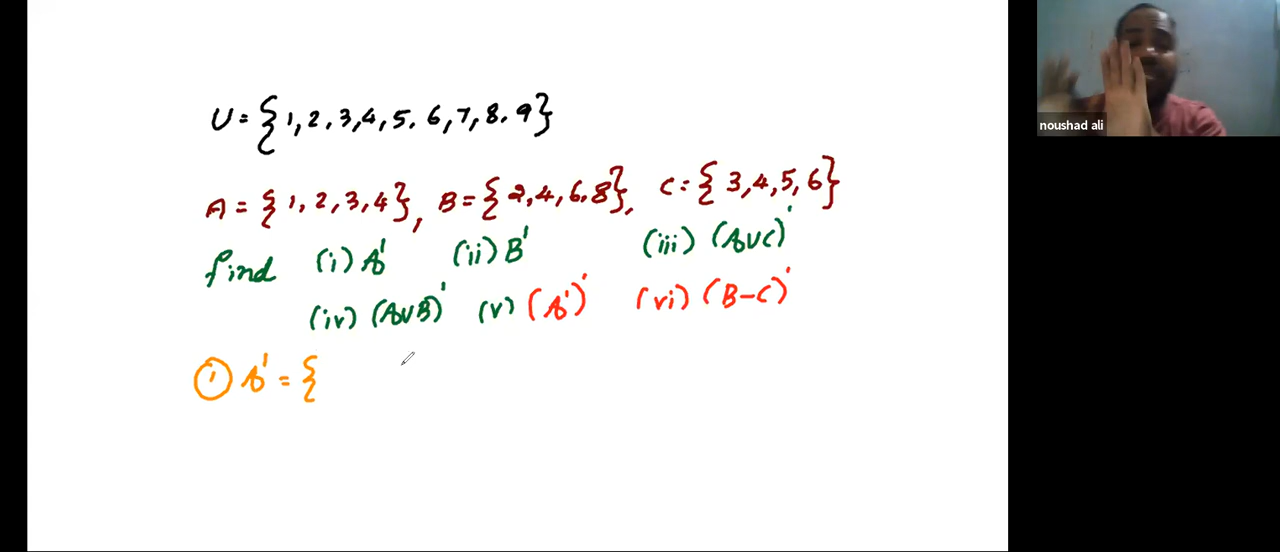 U = {1, 2, 3, 4, 5. 6, 7, 8. 9}
A = {1, 2, 3, 4}, B = {2, 4, 6, 8}, C = {3, 4, 5, 6}
find (i) A' (ii) B' (iii) (A∪C)'
(iv) (A∪B)' (v) (A')' (vi) (B-C)'
① A' = {
noushad ali